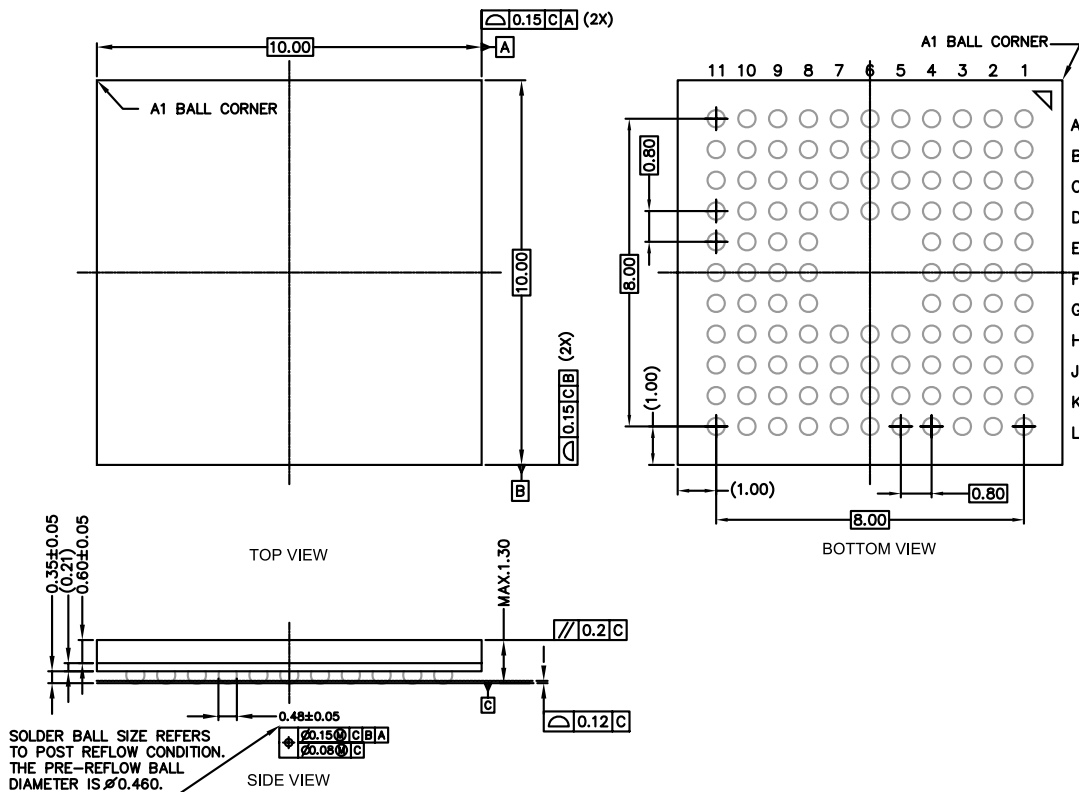 0.15 C A (2X)
10.00
A
A1 BALL CORNER
10.00
0.15 C B (2X)
B
TOP VIEW
A1 BALL CORNER
11 10 9 8 7 6 5 4 3 2 1
A
B
C
D
E
F
G
H
J
K
L
0.80
8.00
(1.00)
(1.00)
0.80
8.00
BOTTOM VIEW
0.35±0.05
(0.21)
0.60±0.05
MAX.1.30
// 0.2 C
C
0.12 C
0.48±0.05
Ø0.15 Ⓜ C B A
Ø0.08 Ⓜ C
SOLDER BALL SIZE REFERS
TO POST REFLOW CONDITION.
THE PRE-REFLOW BALL
DIAMETER IS Ø0.460.
SIDE VIEW